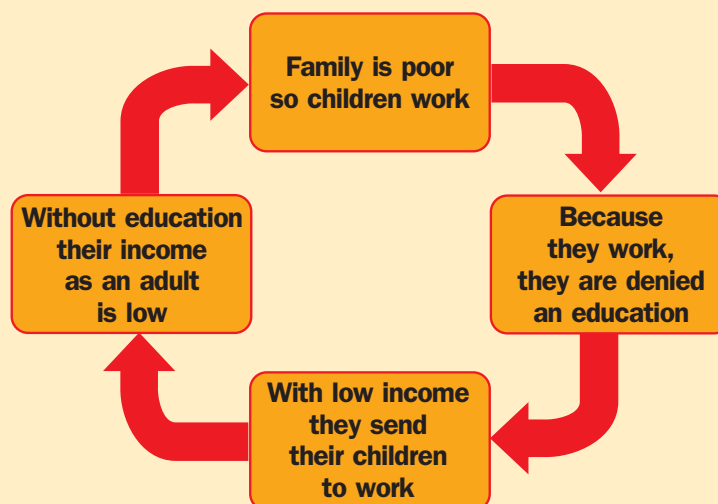 Family is poor
so children work
Because
they work,
they are denied
an education
With low income
they send
their children
to work
Without education
their income
as an adult
is low